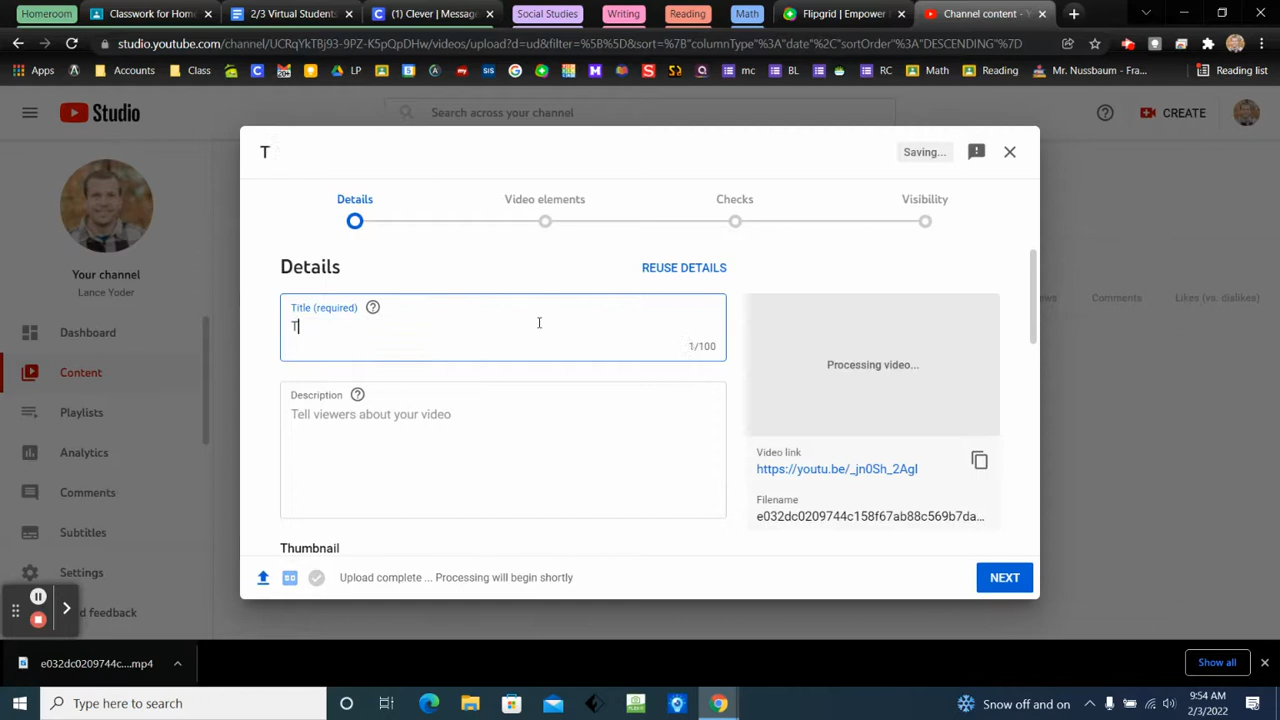 Homeroom
Classwork for Hom
2/3 Virtual Students
(1) Clever | Messag
Social Studies
Writing
Reading
Math
Flipgrid | Empower
Channel content - Y
studio.youtube.com/channel/UCRqYkTBj93-9PZ-K5pQpDHw/videos/upload?d=ud&filter=%5B%5D&sort=%7B"columnType"%3A"date"%2C"sortOrder"%3A"DESCENDING"%7D
Apps
Accounts
Class
LP
SIS
mc
BL
RC
Math
Reading
Mr. Nussbaum - Fra...
Reading list
Studio
Search across your channel
CREATE
T
Saving...
Details
Video elements
Checks
Visibility
Your channel
Lance Yoder
Dashboard
Content
Playlists
Analytics
Comments
Subtitles
Settings
d feedback
Details
REUSE DETAILS
Title (required)
T
1/100
Description
Tell viewers about your video
Thumbnail
Processing video...
Video link
https://youtu.be/_jn0Sh_2AgI
Filename
e032dc0209744c158f67ab88c569b7da...
ews
Comments
Likes (vs. dislikes)
Upload complete ... Processing will begin shortly
NEXT
e032dc0209744c....mp4
Show all
Type here to search
Snow off and on
9:54 AM
2/3/2022